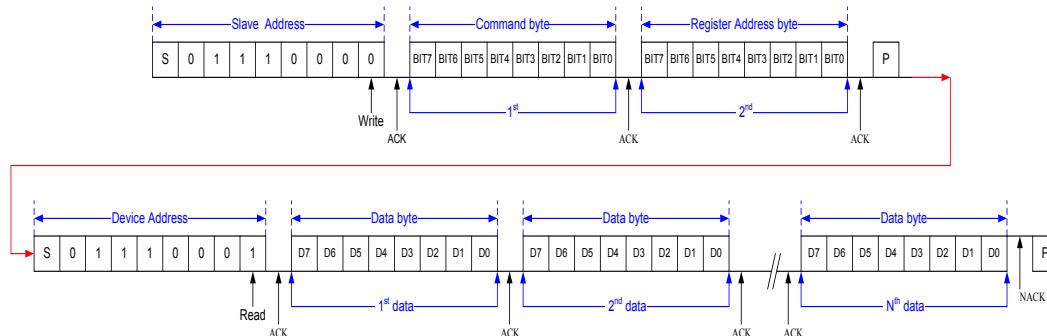 Slave Address Command byte Register Address byte
S 0 1 1 1 0 0 0 0 BIT7 BIT6 BIT5 BIT4 BIT3 BIT2 BIT1 BIT0 BIT7 BIT6 BIT5 BIT4 BIT3 BIT2 BIT1 BIT0 P
1st 2nd
Write ACK ACK ACK
Device Address Data byte Data byte Data byte
S 0 1 1 1 0 0 0 1 D7 D6 D5 D4 D3 D2 D1 D0 D7 D6 D5 D4 D3 D2 D1 D0 // D7 D6 D5 D4 D3 D2 D1 D0 P
1st data 2nd data Nth data NACK
Read ACK ACK ACK ACK